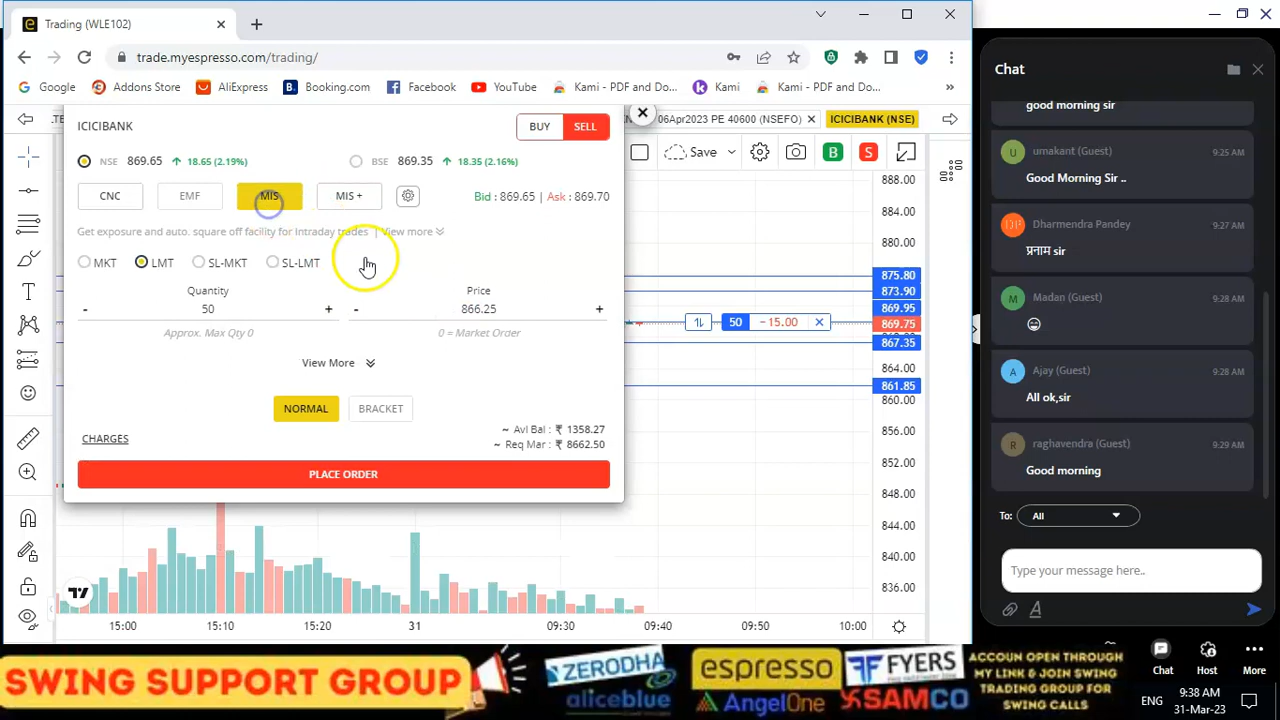 Trading (WLE102)
trade.myespresso.com/trading/
Google Addons Store AliExpress Booking.com Facebook YouTube Kami - PDF and Do... Kami Kami - PDF and Do... »
06Apr2023 PE 40600 (NSEFO) ICICIBANK (NSE)
ICICIBANK BUY SELL
NSE 869.65 18.65 (2.19%) BSE 869.35 18.35 (2.16%)
CNC EMF MIS MIS + Bid : 869.65 | Ask : 869.70
Get exposure and auto. square off facility for Intraday trades | View more
MKT LMT SL-MKT SL-LMT
Quantity Price
- 50 + - 866.25 +
Approx. Max Qty 0 0 = Market Order
View More
NORMAL BRACKET
~ Avl Bal : ₹ 1358.27
CHARGES ~ Req Mar : ₹ 8662.50
PLACE ORDER
Save B S
50 −15.00
888.00
884.00
880.00
875.80
873.90
869.95
869.75
867.35
864.00
861.85
860.00
856.00
852.00
848.00
844.00
840.00
836.00
15:00 15:10 15:20 31 09:30 09:40 09:50 10:00
Chat
good morning sir
umakant (Guest) 9:25 AM
Good Morning Sir ..
Dharmendra Pandey 9:27 AM
प्रनाम sir
Madan (Guest) 9:28 AM
Ajay (Guest) 9:28 AM
All ok,sir
raghavendra (Guest) 9:29 AM
Good morning
To: All
Type your message here..
Chat Host More
SWING SUPPORT GROUP
ZERODHA
aliceblue
espresso
AngelOne
FYERS
SAMCO
ACCOUN OPEN THROUGH
MY LINK & JOIN SWING
TRADING GROUP FOR
SWING CALLS
ENG 9:38 AM
31-Mar-23